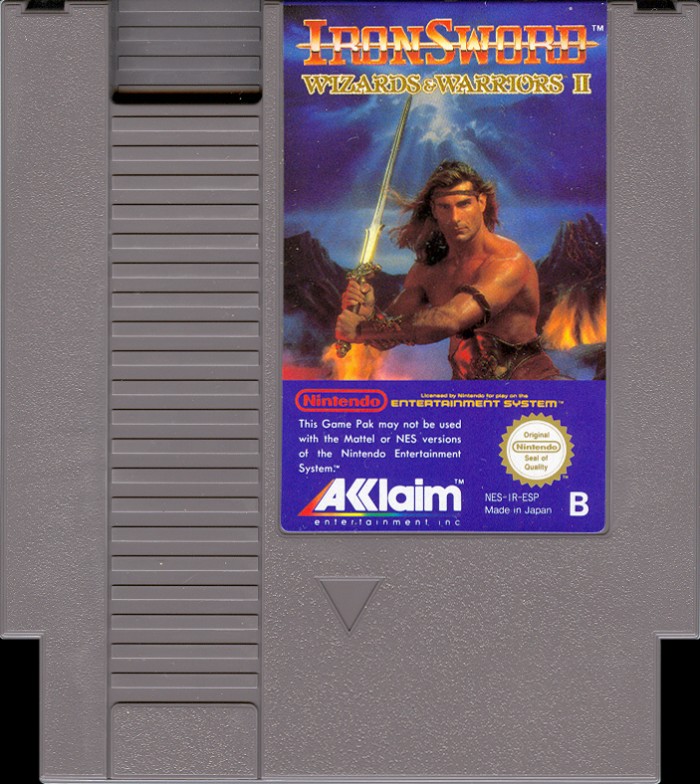 IRONSWORD™
WIZARDS & WARRIORS™ II
Nintendo
Licensed by Nintendo for play on the
ENTERTAINMENT SYSTEM™
This Game Pak may not be used
with the Mattel or NES versions
of the Nintendo Entertainment
System.™
Original
Nintendo
Seal of
Quality
AKklaim™
entertainment, inc
NES-IR-ESP
Made in Japan
B